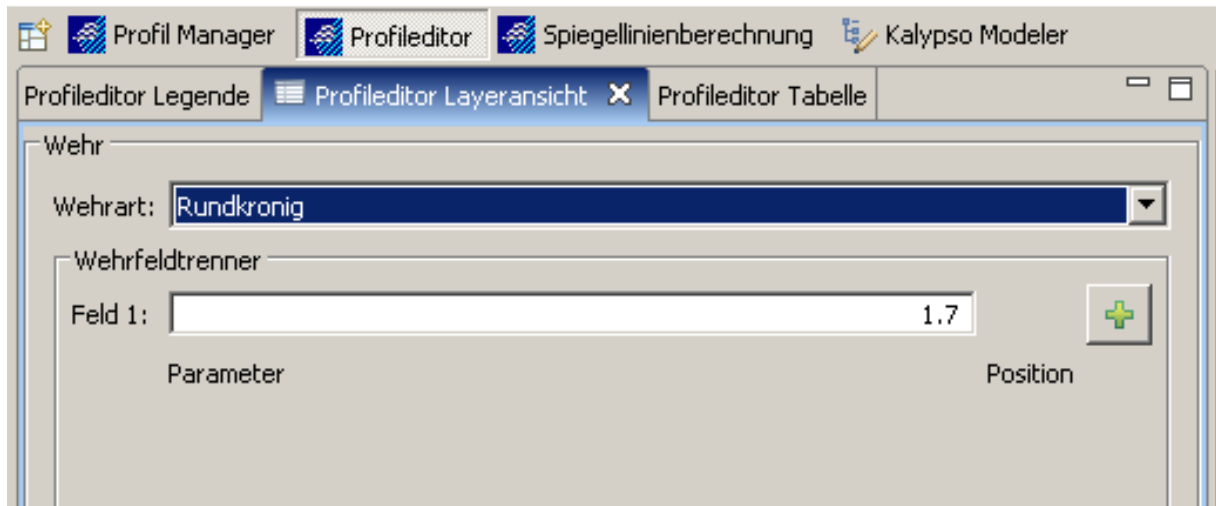 Profil Manager Profileditor Spiegellinienberechnung Kalypso Modeler
Profileditor Legende Profileditor Layeransicht Profileditor Tabelle
Wehr
Wehrart: Rundkronig
Wehrfeldtrenner
Feld 1: 1.7
Parameter Position